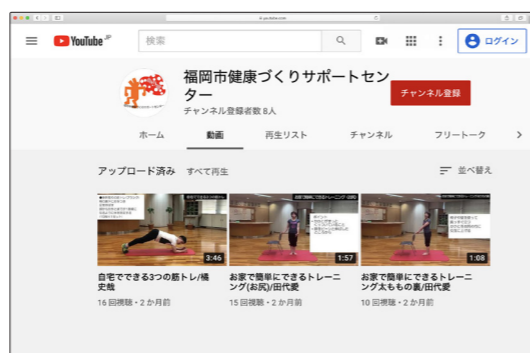 YouTube JP
検索
ログイン
福岡市健康づくりサポートセン
ター
チャンネル登録者数 8人
チャンネル登録
ホーム 動画 再生リスト チャンネル フリートーク
アップロード済み すべて再生 並べ替え
3:46
1:57
1:08
自宅でできる3つの筋トレ/橘
史哉
16 回視聴・2 か月前
お家で簡単にできるトレーニ
ング(お尻)/田代愛
15 回視聴・2 か月前
お家で簡単にできるトレーニ
ング太ももの裏/田代愛
10 回視聴・2 か月前